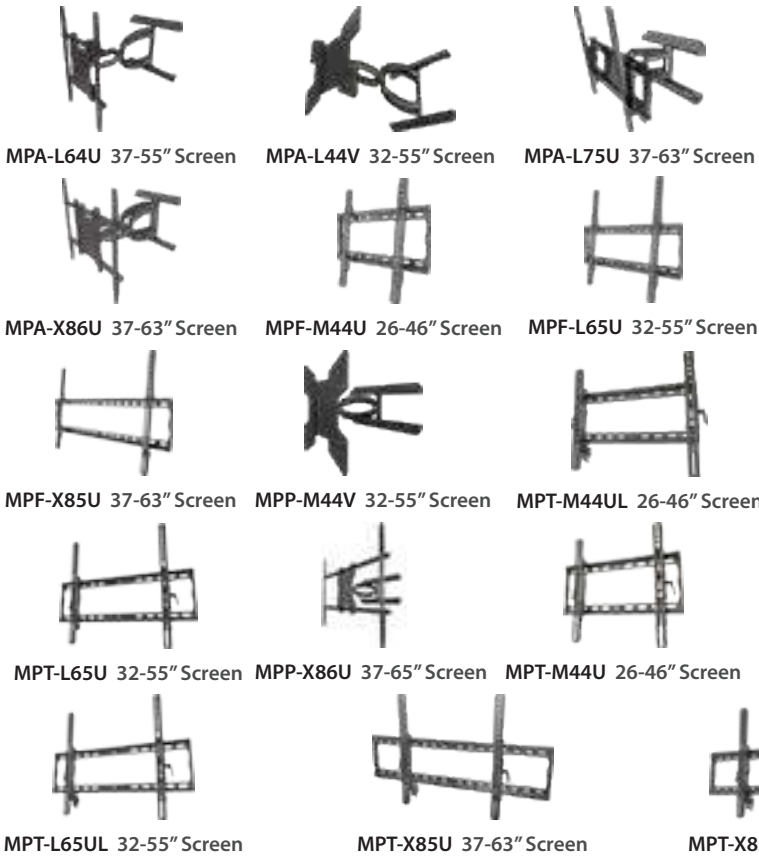 MPA-L64U 37-55” Screen MPA-L44V 32-55” Screen MPA-L75U 37-63” Screen
MPA-X86U 37-63” Screen MPF-M44U 26-46” Screen MPF-L65U 32-55” Screen
MPF-X85U 37-63” Screen MPP-M44V 32-55” Screen MPT-M44UL 26-46” Screen
MPT-L65U 32-55” Screen MPP-X86U 37-65” Screen MPT-M44U 26-46” Screen
MPT-L65UL 32-55” Screen MPT-X85U 37-63” Screen MPT-X8